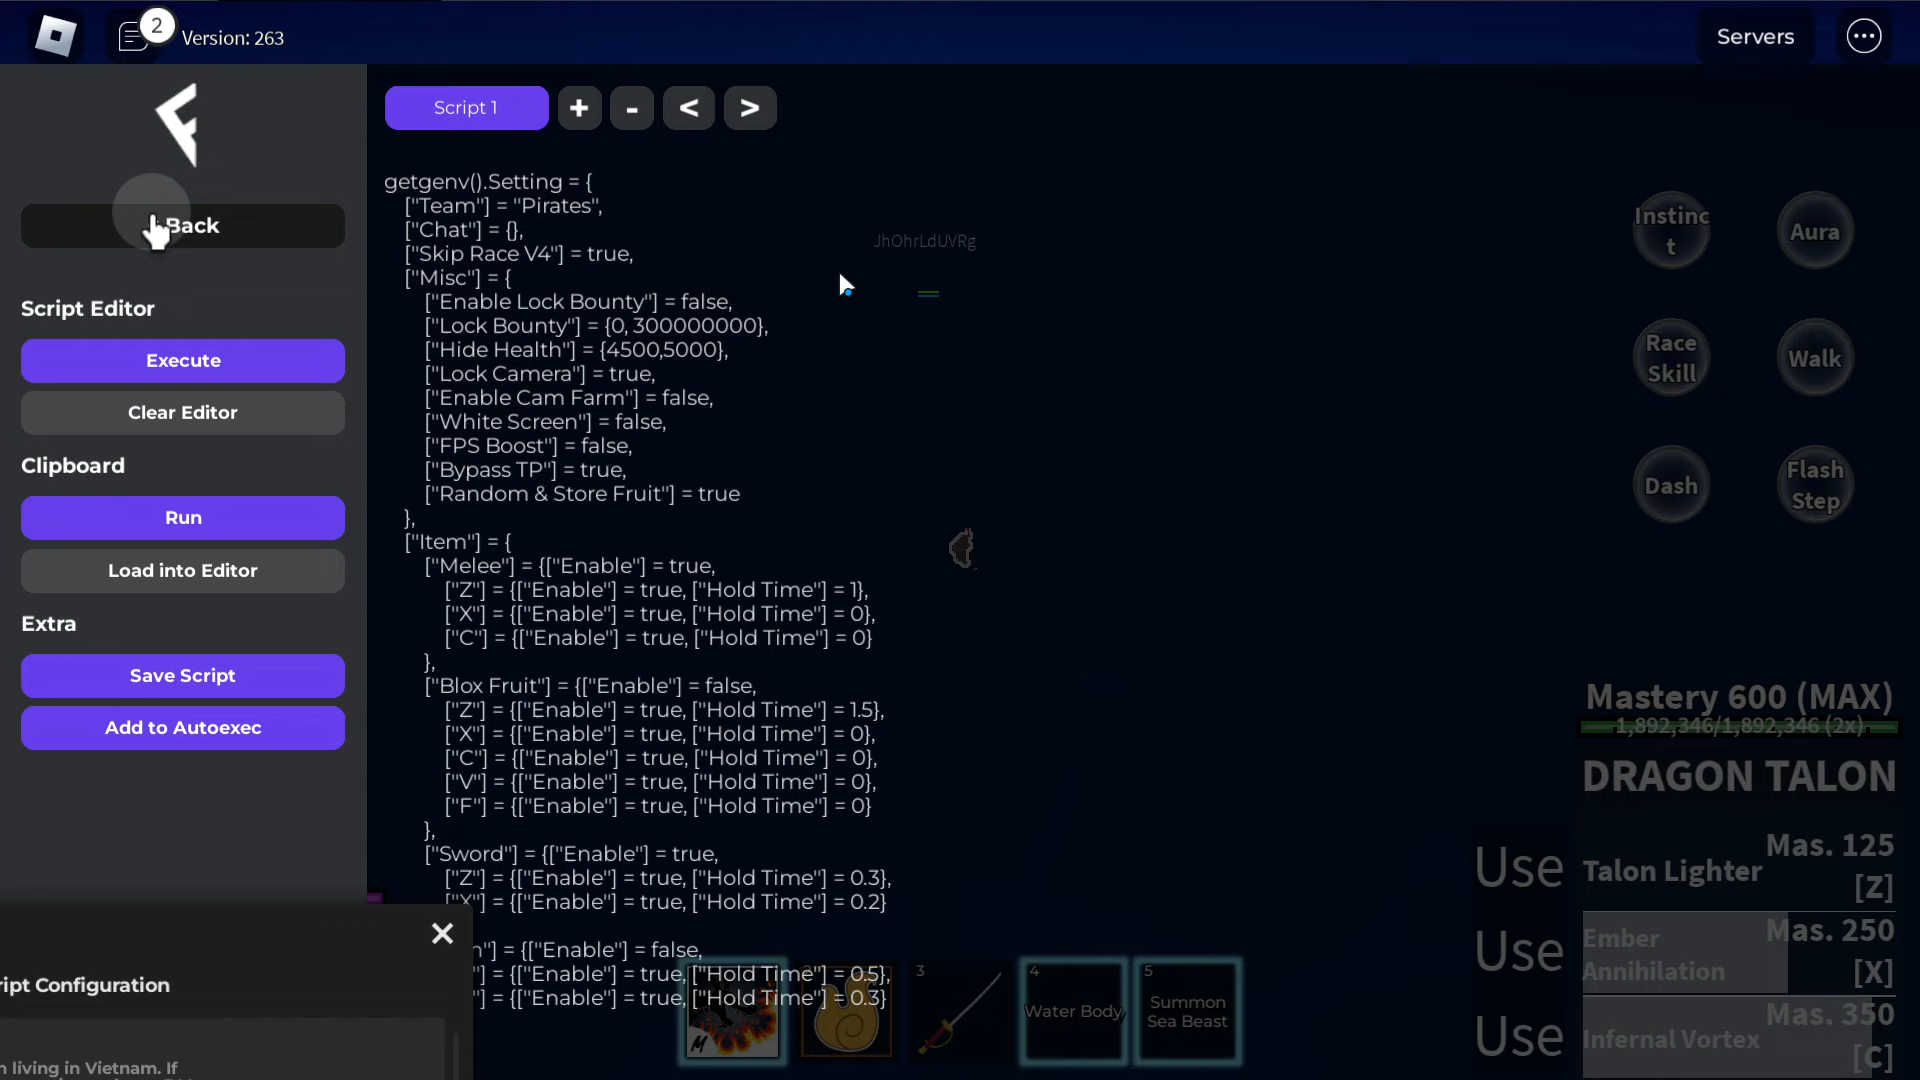 2
Version: 263
Servers
Script 1
+
-
<
>
Back
Script Editor
Execute
Clear Editor
Clipboard
Run
Load into Editor
Extra
Save Script
Add to Autoexec
getgenv().Setting = {
["Team"] = "Pirates",
["Chat"] = {},
["Skip Race V4"] = true,
["Misc"] = {
["Enable Lock Bounty"] = false,
["Lock Bounty"] = {0, 300000000},
["Hide Health"] = {4500,5000},
["Lock Camera"] = true,
["Enable Cam Farm"] = false,
["White Screen"] = false,
["FPS Boost"] = false,
["Bypass TP"] = true,
["Random & Store Fruit"] = true
},
["Item"] = {
["Melee"] = {["Enable"] = true,
["Z"] = {["Enable"] = true, ["Hold Time"] = 1},
["X"] = {["Enable"] = true, ["Hold Time"] = 0},
["C"] = {["Enable"] = true, ["Hold Time"] = 0}
},
["Blox Fruit"] = {["Enable"] = false,
["Z"] = {["Enable"] = true, ["Hold Time"] = 1.5},
["X"] = {["Enable"] = true, ["Hold Time"] = 0},
["C"] = {["Enable"] = true, ["Hold Time"] = 0},
["V"] = {["Enable"] = true, ["Hold Time"] = 0},
["F"] = {["Enable"] = true, ["Hold Time"] = 0}
},
["Sword"] = {["Enable"] = true,
["Z"] = {["Enable"] = true, ["Hold Time"] = 0.3},
["X"] = {["Enable"] = true, ["Hold Time"] = 0.2}
n"] = {["Enable"] = false,
"] = {["Enable"] = true, ["Hold Time"] = 0.5},
"] = {["Enable"] = true, ["Hold Time"] = 0.3}
ipt Configuration
n living in Vietnam. If
JhOhrLdUVRg
Instinc
t
Aura
Race
Skill
Walk
Dash
Flash
Step
Mastery 600 (MAX)
1,892,346/1,892,346 (2x)
DRAGON TALON
Use
Talon Lighter
Mas. 125
[Z]
Use
Ember
Annihilation
Mas. 250
[X]
Use
Infernal Vortex
Mas. 350
[C]
M
3
4
Water Body
5
Summon
Sea Beast